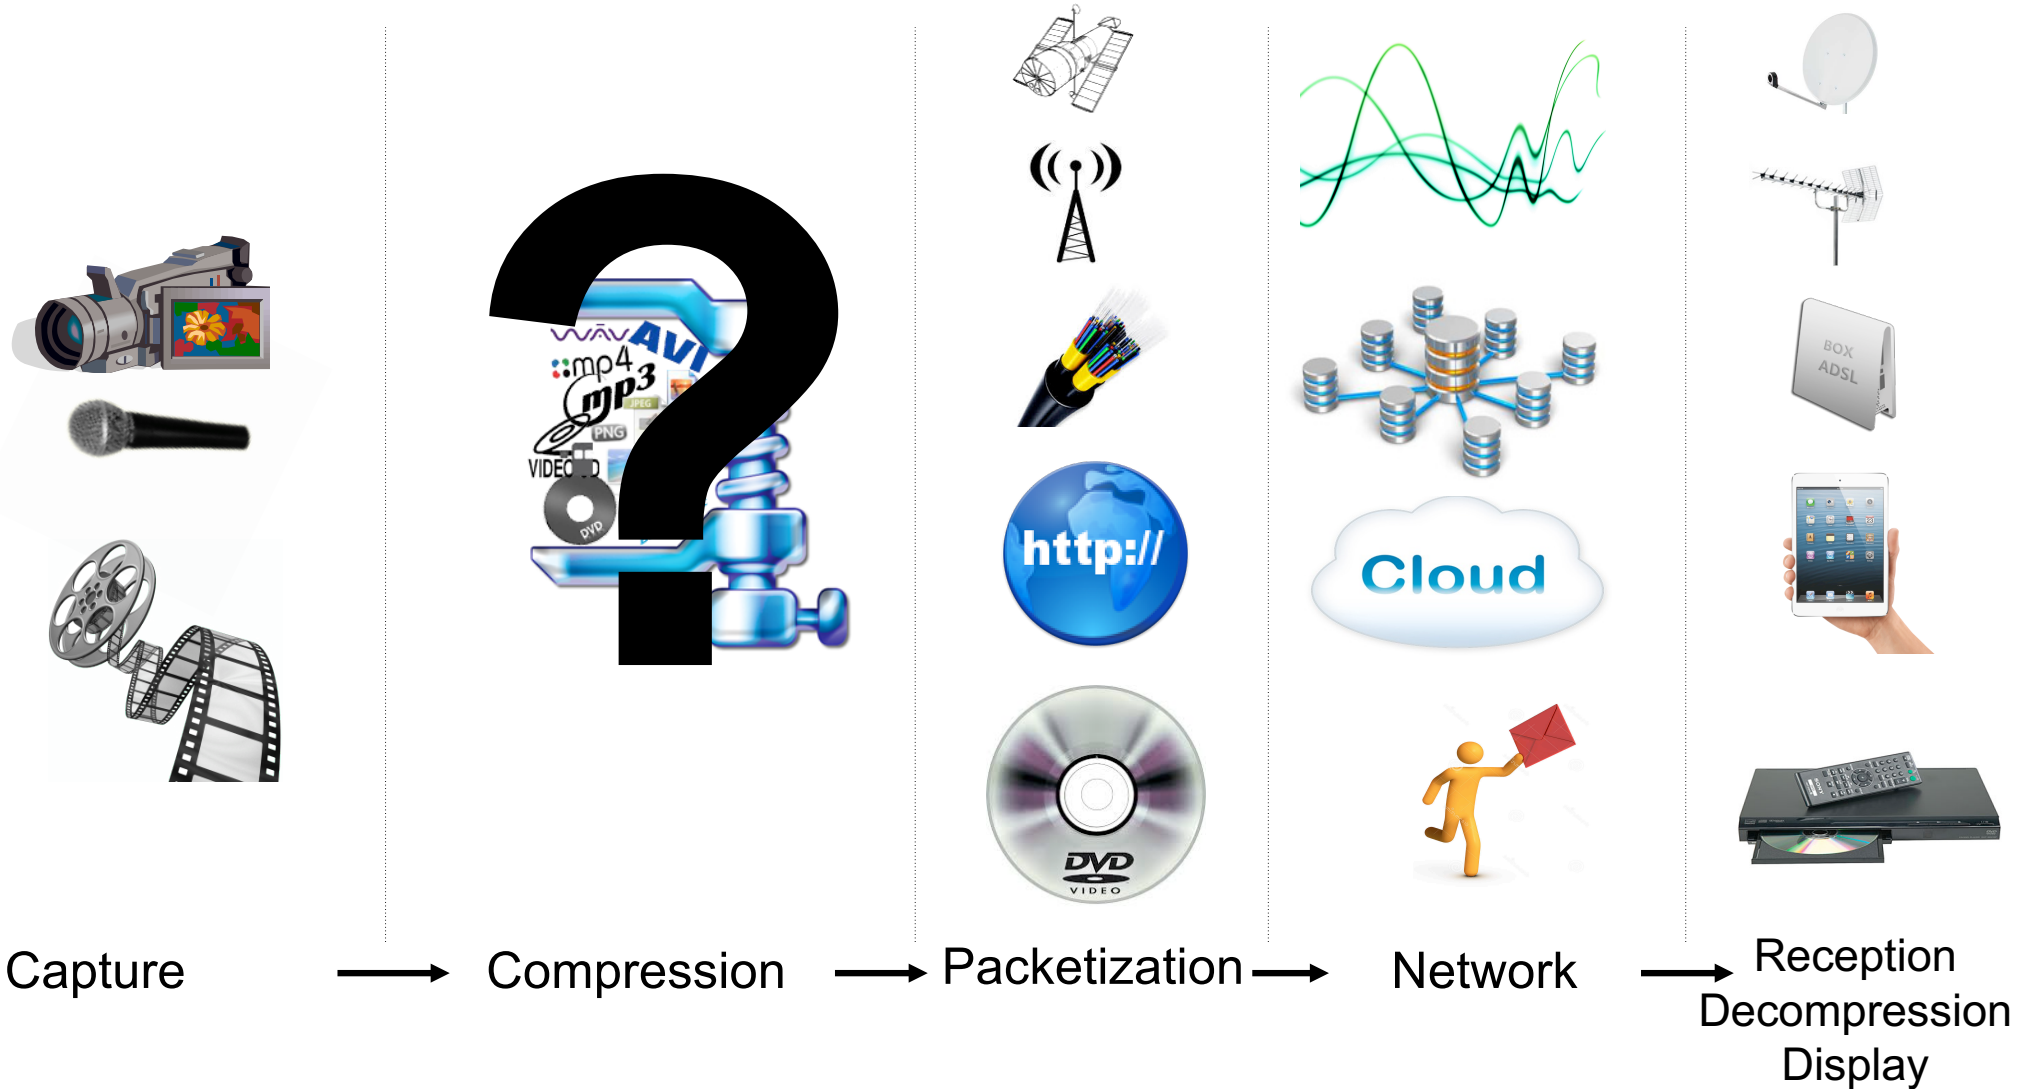 WAV
AVI
mp4
mp3
JPEG
PNG
VIDEO
DVD
http://
DVD
VIDEO
Cloud
BOX
ADSL
SONY
Capture
Compression
Packetization
Network
Reception
Decompression
Display